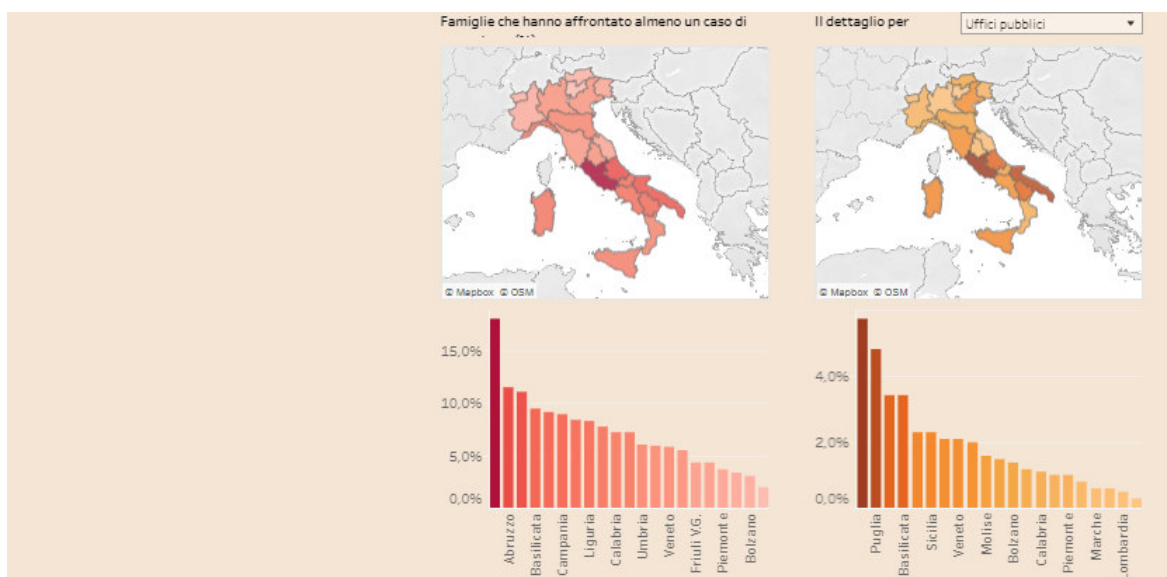 Famiglie che hanno affrontato almeno un caso di
Il dettaglio per
Uffici pubblici
© Mapbox © OSM
© Mapbox © OSM
15,0%
10,0%
5,0%
0,0%
Abruzzo
Basilicata
Campania
Liguria
Calabria
Umbria
Veneto
Friuli V.G.
Piemonte
Bolzano
4,0%
2,0%
0,0%
Puglia
Basilicata
Sicilia
Veneto
Molise
Bolzano
Calabria
Piemonte
Marche
Lombardia